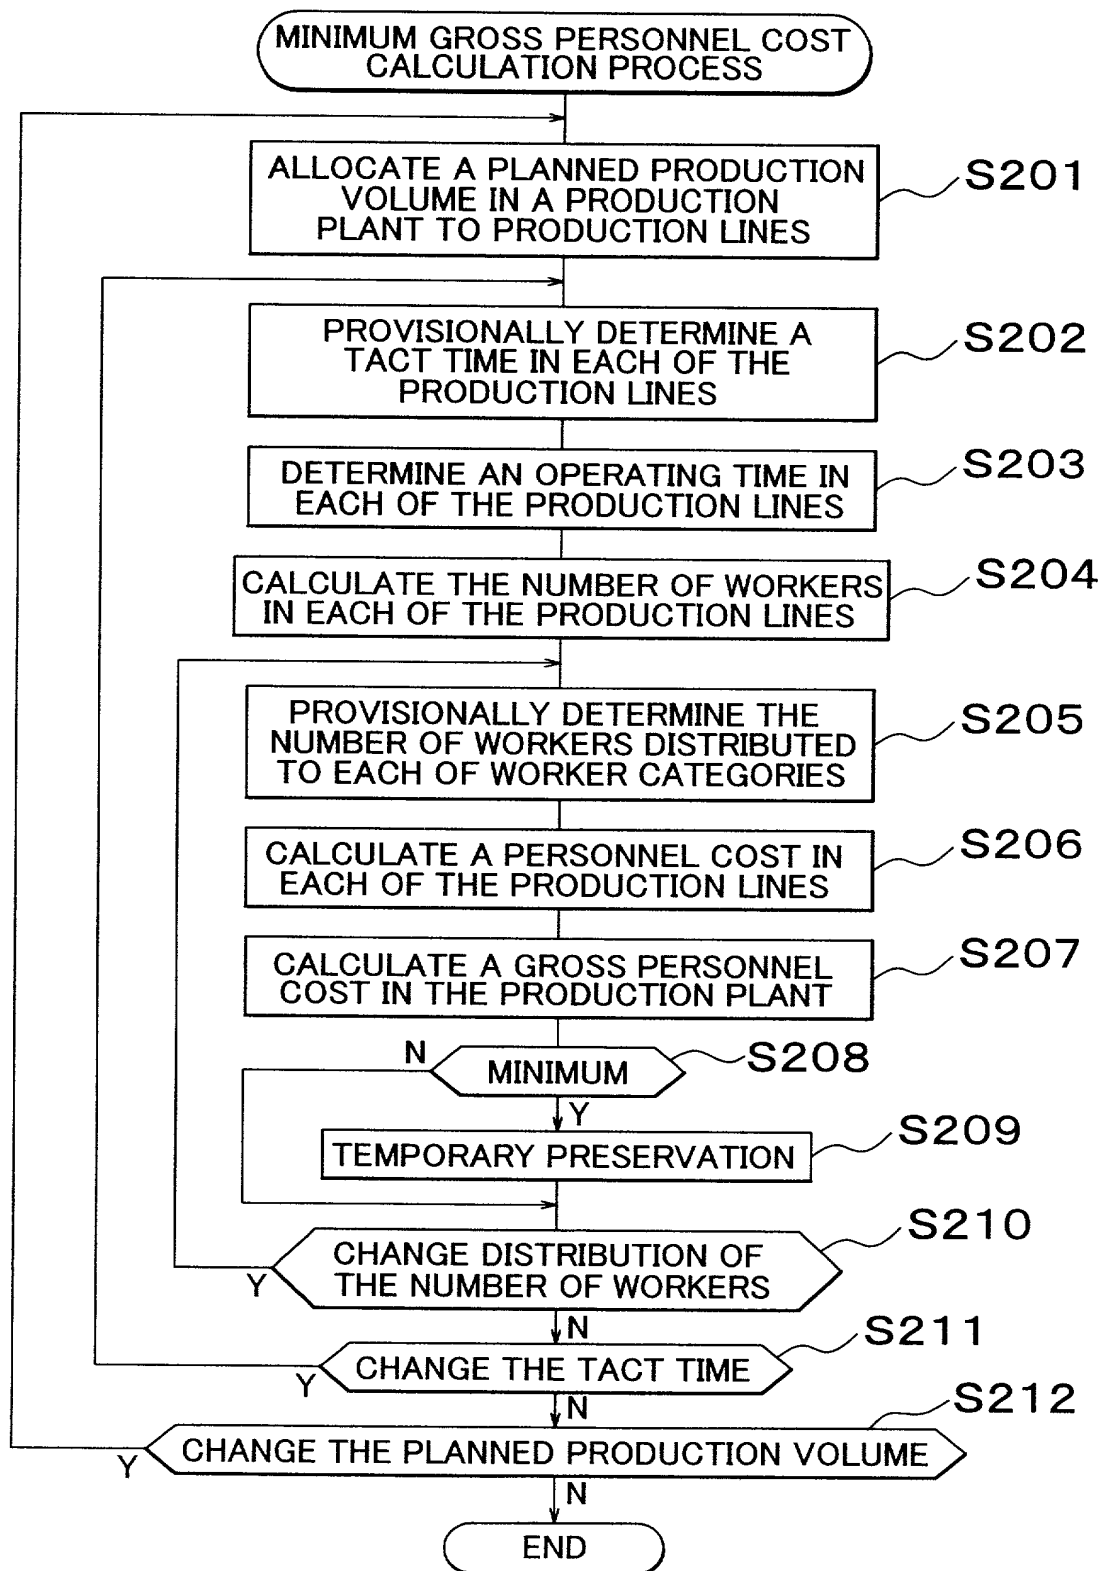 MINIMUM GROSS PERSONNEL COST
CALCULATION PROCESS
ALLOCATE A PLANNED PRODUCTION
VOLUME IN A PRODUCTION
PLANT TO PRODUCTION LINES
S201
PROVISIONALLY DETERMINE A
TACT TIME IN EACH OF THE
PRODUCTION LINES
S202
DETERMINE AN OPERATING TIME IN
EACH OF THE PRODUCTION LINES
S203
CALCULATE THE NUMBER OF WORKERS
IN EACH OF THE PRODUCTION LINES
S204
PROVISIONALLY DETERMINE THE
NUMBER OF WORKERS DISTRIBUTED
TO EACH OF WORKER CATEGORIES
S205
CALCULATE A PERSONNEL COST IN
EACH OF THE PRODUCTION LINES
S206
CALCULATE A GROSS PERSONNEL
COST IN THE PRODUCTION PLANT
S207
N
MINIMUM
S208
Y
TEMPORARY PRESERVATION
S209
CHANGE DISTRIBUTION OF
THE NUMBER OF WORKERS
S210
Y
N
CHANGE THE TACT TIME
S211
Y
N
CHANGE THE PLANNED PRODUCTION VOLUME
S212
Y
N
END